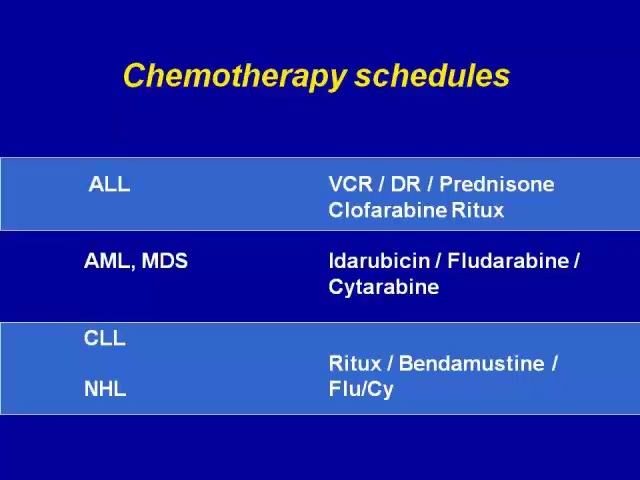 Chemotherapy schedules
ALL
VCR / DR / Prednisone
Clofarabine Ritux
AML, MDS
Idarubicin / Fludarabine /
Cytarabine
CLL
NHL
Ritux / Bendamustine /
Flu/Cy